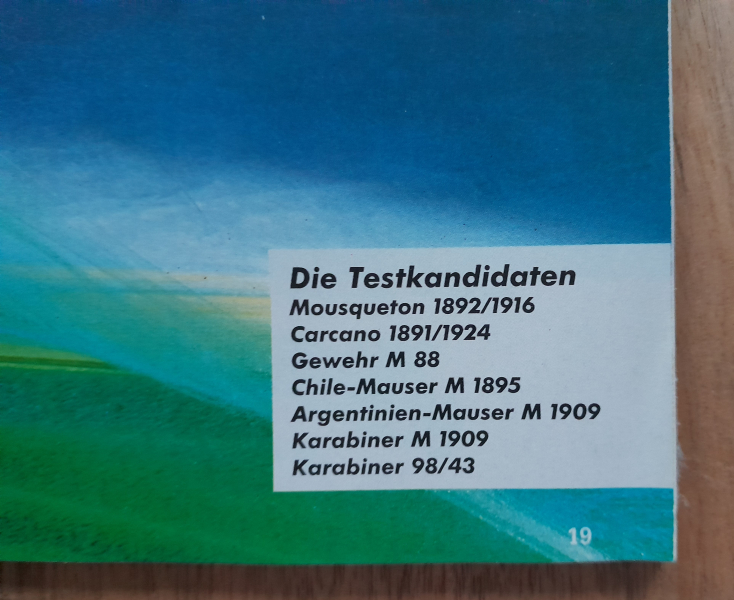 Die Testkandidaten
Mousqueton 1892/1916
Carcano 1891/1924
Gewehr M 88
Chile-Mauser M 1895
Argentinien-Mauser M 1909
Karabiner M 1909
Karabiner 98/43
19